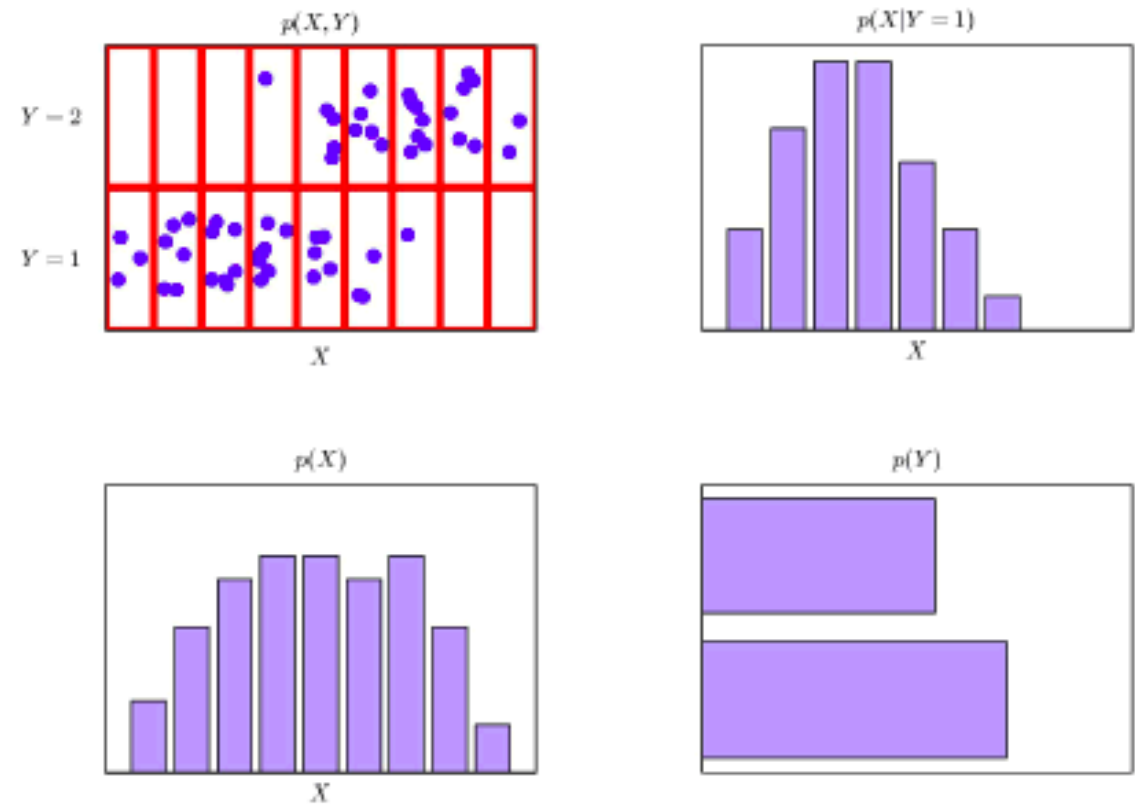 p(X, Y)
Y = 2
Y = 1
X
p(X|Y = 1)
X
p(X)
X
p(Y)